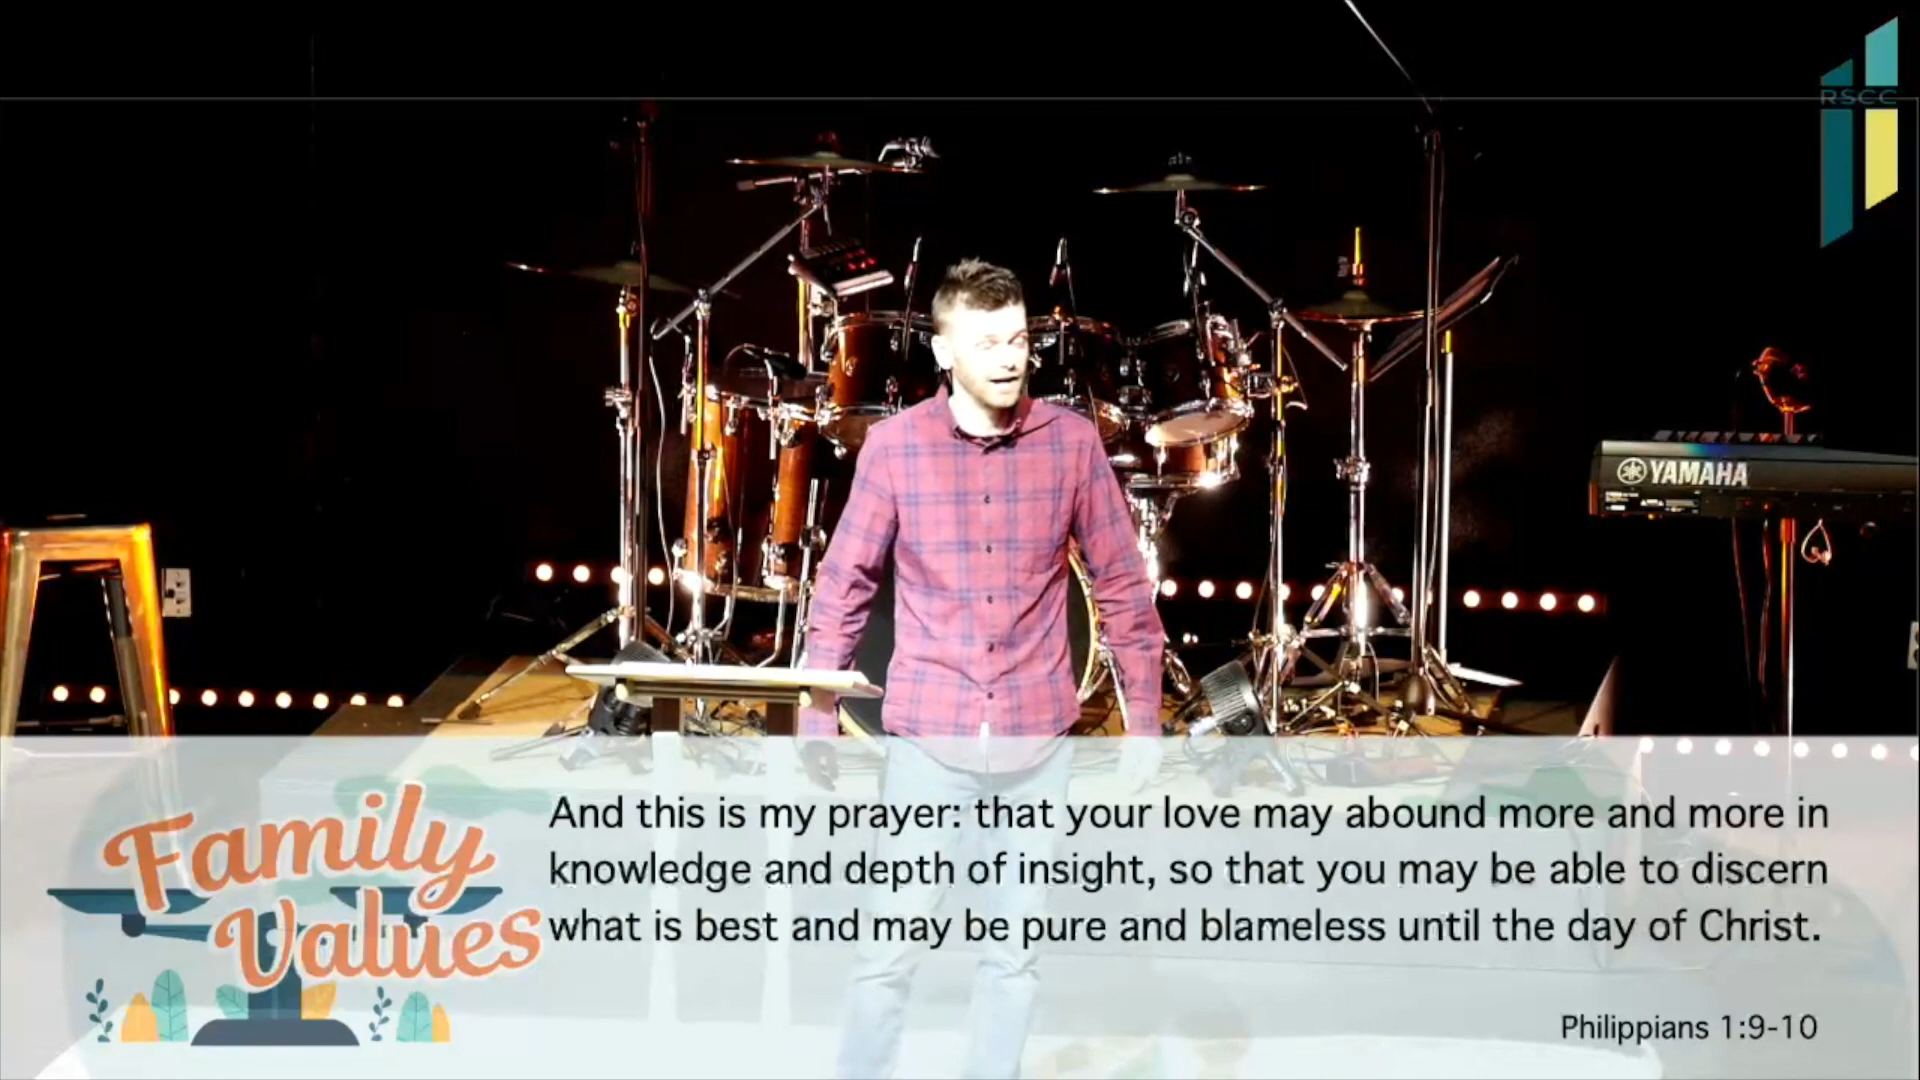 RSCC
YAMAHA
Family
Values
And this is my prayer: that your love may abound more and more in
knowledge and depth of insight, so that you may be able to discern
what is best and may be pure and blameless until the day of Christ.
Philippians 1:9-10